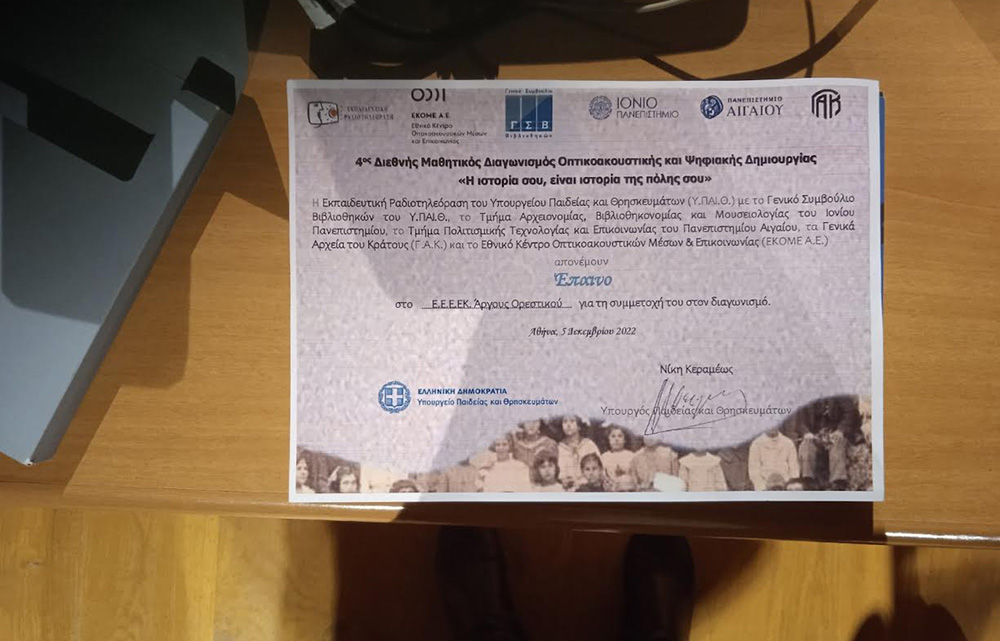 ΕΚΠΑΙΔΕΥΤΙΚΗ
ΡΑΔΙΟΤΗΛΕΟΡΑΣΗ
ΕΚΟΜΕ Α.Ε.
Εθνικό Κέντρο
Οπτικοακουστικών Μέσων
και Επικοινωνίας
Γενικό Συμβούλιο
Γ Σ Β
Βιβλιοθηκών
ΙΟΝΙΟ
ΠΑΝΕΠΙΣΤΗΜΙΟ
ΠΑΝΕΠΙΣΤΗΜΙΟ
ΑΙΓΑΙΟΥ
ΓΑΚ
4ος Διεθνής Μαθητικός Διαγωνισμός Οπτικοακουστικής και Ψηφιακής Δημιουργίας
«Η ιστορία σου, είναι ιστορία της πόλης σου»
Η Εκπαιδευτική Ραδιοτηλεόραση του Υπουργείου Παιδείας και Θρησκευμάτων (Υ.ΠΑΙ.Θ.) με το Γενικό Συμβούλιο
Βιβλιοθηκών του Υ.ΠΑΙ.Θ., το Τμήμα Αρχειονομίας, Βιβλιοθηκονομίας και Μουσειολογίας του Ιονίου
Πανεπιστημίου, το Τμήμα Πολιτισμικής Τεχνολογίας και Επικοινωνίας του Πανεπιστημίου Αιγαίου, τα Γενικά
Αρχεία του Κράτους (Γ.Α.Κ.) και το Εθνικό Κέντρο Οπτικοακουστικών Μέσων & Επικοινωνίας (ΕΚΟΜΕ Α.Ε.)
απονέμουν
Έπαινο
στο Ε.Ε.Ε.ΕΚ. Άργους Ορεστικού για τη συμμετοχή του στον διαγωνισμό.
Αθήνα, 5 Δεκεμβρίου 2022
Νίκη Κεραμέως
ΕΛΛΗΝΙΚΗ ΔΗΜΟΚΡΑΤΙΑ
Υπουργείο Παιδείας και Θρησκευμάτων
Υπουργός Παιδείας και Θρησκευμάτων